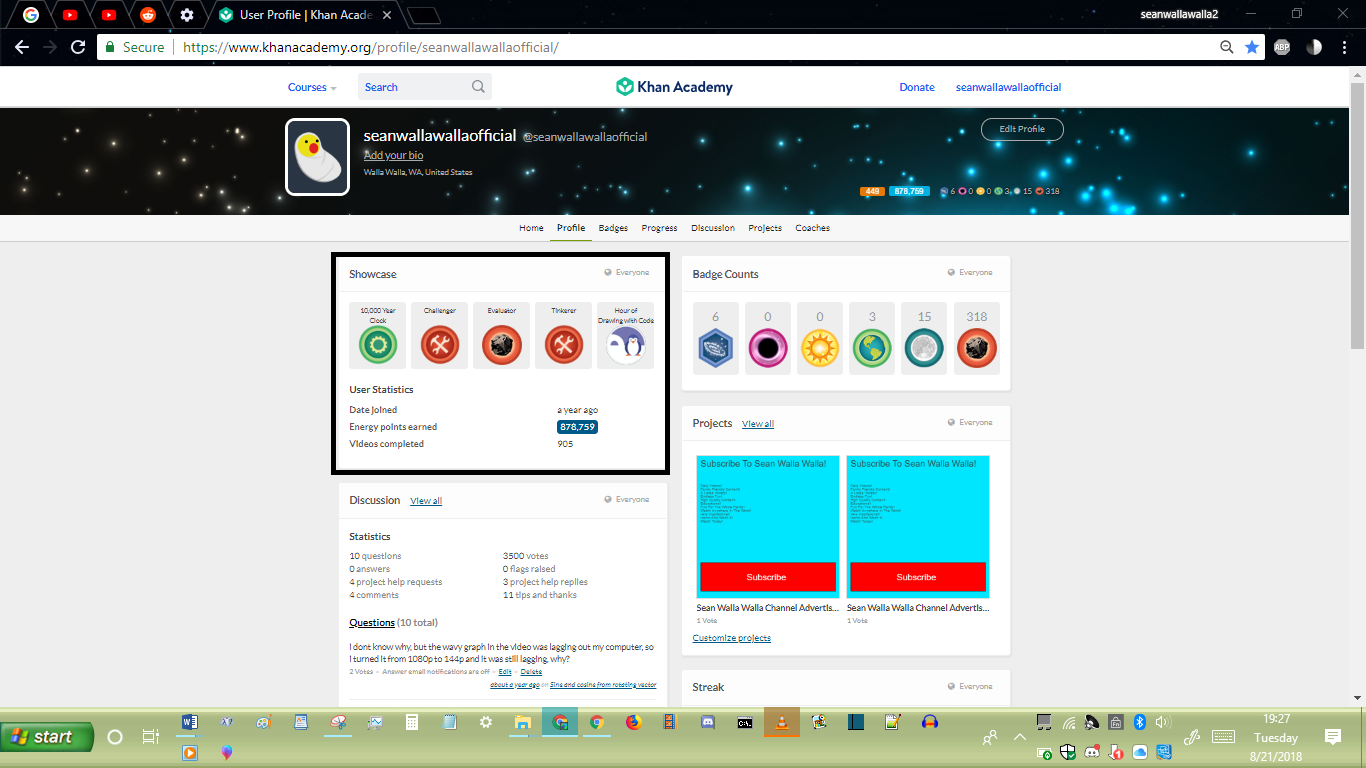 User Profile | Khan Acade
seanwallawalla2
Secure
https://www.khanacademy.org/profile/seanwallawallaofficial/
ABP
Courses
Search
Khan Academy
Donate
seanwallawallaofficial
seanwallawallaofficial @seanwallawallaofficial
Add your bio
Walla Walla, WA, United States
Edit Profile
449 878,759 6 0 0 3 15 318
Home Profile Badges Progress Discussion Projects Coaches
Showcase
Everyone
10,000 Year Clock
Challenger
Evaluator
Tinkerer
Hour of Drawing with Code
User Statistics
Date Joined a year ago
Energy points earned 878,759
Videos completed 905
Badge Counts
Everyone
6 0 0 3 15 318
Projects View all
Everyone
Subscribe To Sean Walla Walla!
Subscribe
Sean Walla Walla Channel Advertis...
1 Vote
Subscribe To Sean Walla Walla!
Subscribe
Sean Walla Walla Channel Advertis...
1 Vote
Customize projects
Discussion View all
Everyone
Statistics
10 questions 3500 votes
0 answers 0 flags raised
4 project help requests 3 project help replies
4 comments 11 tips and thanks
Questions (10 total)
I dont know why, but the wavy graph in the video was lagging out my computer, so
I turned it from 1080p to 144p and it was still lagging, why?
2 Votes – Answer email notifications are off – Edit – Delete
about a year ago on Sine and cosine from rotating vector
Streak
Everyone
start
19:27
Tuesday
8/21/2018